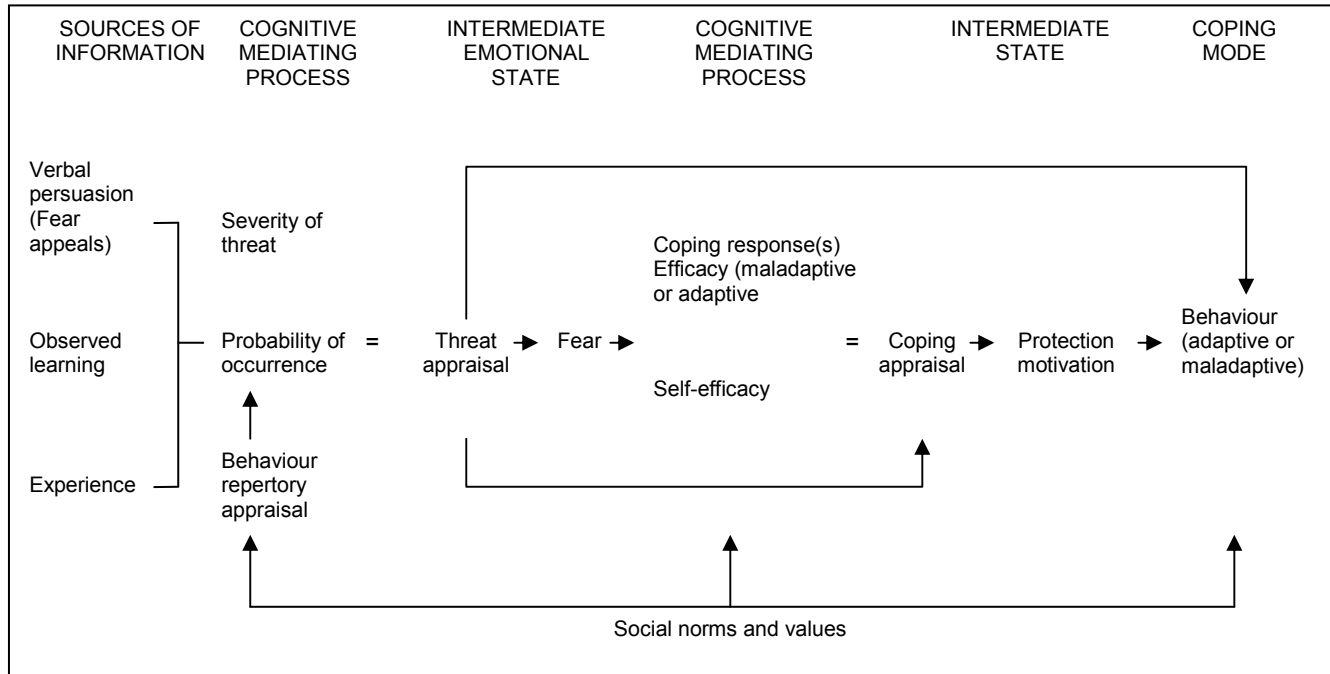 SOURCES OF
INFORMATION
COGNITIVE
MEDIATING
PROCESS
INTERMEDIATE
EMOTIONAL
STATE
COGNITIVE
MEDIATING
PROCESS
INTERMEDIATE
STATE
COPING
MODE
Verbal
persuasion
(Fear
appeals)
Severity of
threat
Coping response(s)
Efficacy (maladaptive
or adaptive
Observed
learning
Probability of
occurrence
=
Threat
appraisal
Fear
=
Coping
appraisal
Protection
motivation
Behaviour
(adaptive or
maladaptive)
Self-efficacy
Experience
Behaviour
repertory
appraisal
Social norms and values